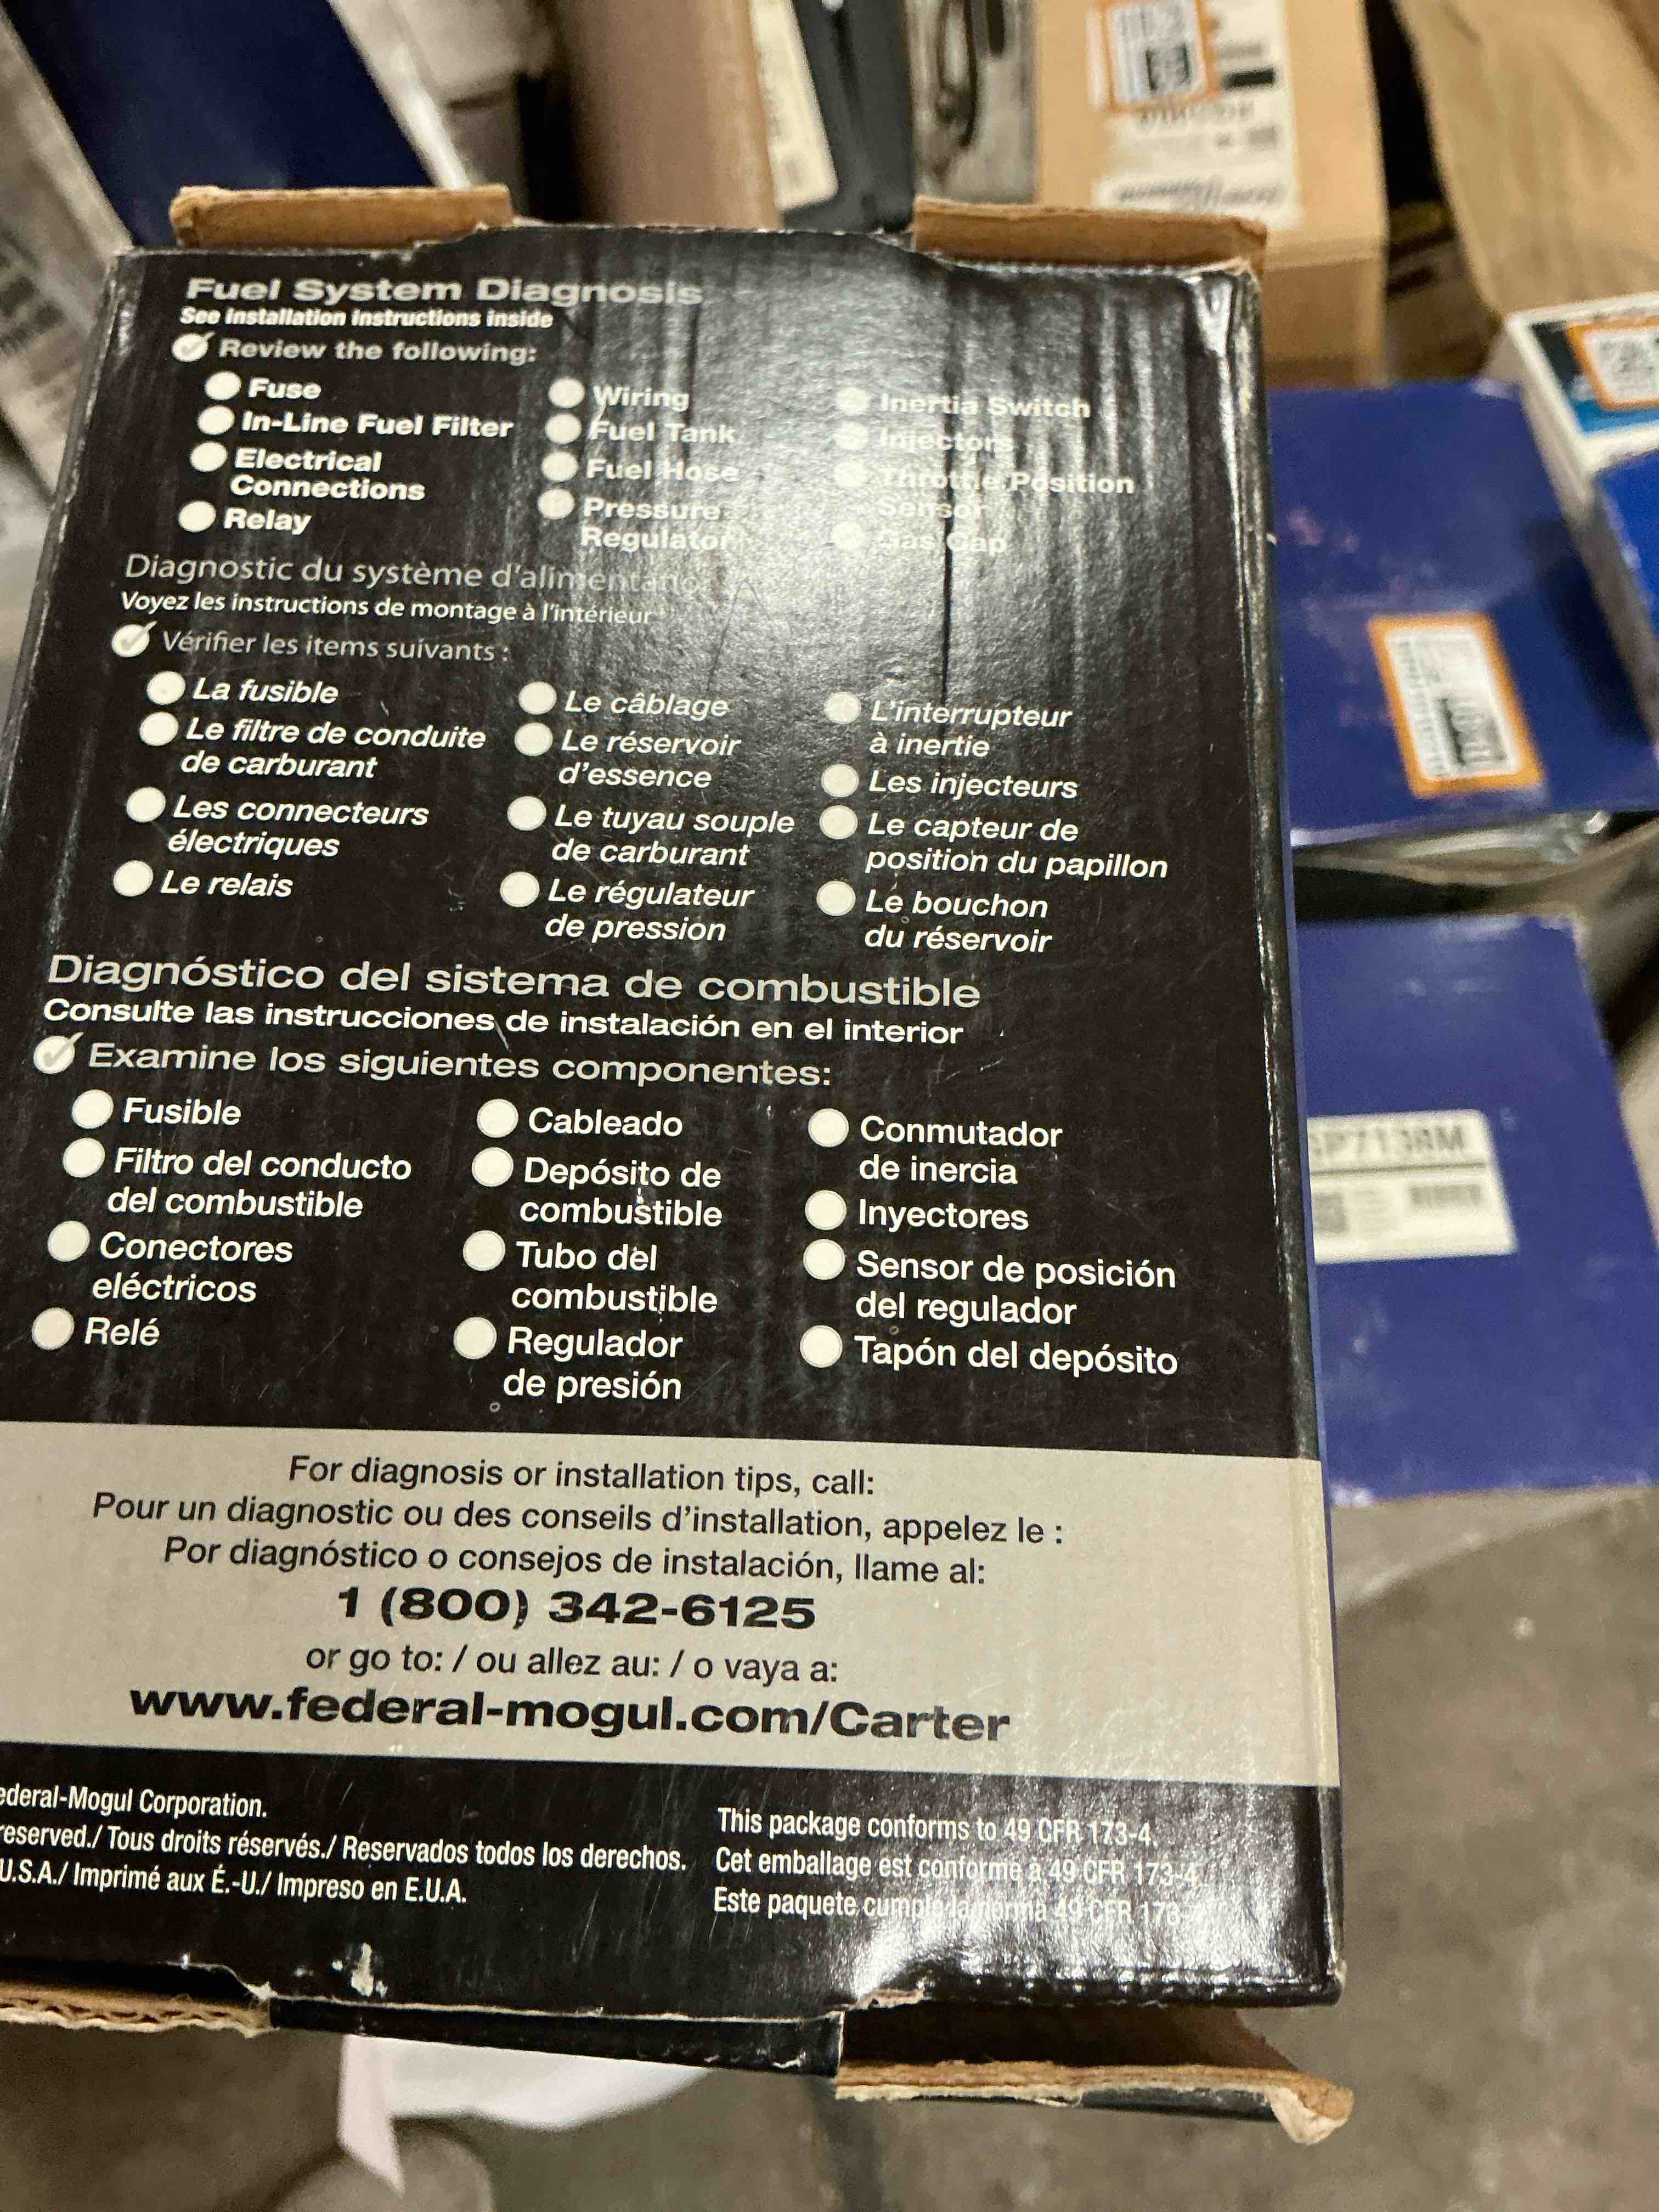 Fuel System Diagnosis
See installation instructions inside
Review the following:
Fuse
In-Line Fuel Filter
Electrical
Connections
Relay
Wiring
Fuel Tank
Fuel Hose
Pressure
Regulator
Inertia Switch
Injectors
Throttle Position
Sensor
Gas Cap
Diagnostic du système d'alimentation
Voyez les instructions de montage à l'intérieur
Vérifier les items suivants :
La fusible
Le filtre de conduite
de carburant
Les connecteurs
électriques
Le relais
Le câblage
Le réservoir
d'essence
Le tuyau souple
de carburant
Le régulateur
de pression
L'interrupteur
à inertie
Les injecteurs
Le capteur de
position du papillon
Le bouchon
du réservoir
Diagnóstico del sistema de combustible
Consulte las instrucciones de instalación en el interior
Examine los siguientes componentes:
Fusible
Filtro del conducto
del combustible
Conectores
eléctricos
Relé
Cableado
Depósito de
combustible
Tubo del
combustible
Regulador
de presión
Conmutador
de inercia
Inyectores
Sensor de posición
del regulador
Tapón del depósito
For diagnosis or installation tips, call:
Pour un diagnostic ou des conseils d'installation, appelez le :
Por diagnóstico o consejos de instalación, llame al:
1 (800) 342-6125
or go to: / ou allez au: / o vaya a:
www.federal-mogul.com/Carter
ederal-Mogul Corporation.
reserved./ Tous droits réservés./ Reservados todos los derechos.
U.S.A./ Imprimé aux É.-U./ Impreso en E.U.A.
This package conforms to 49 CFR 173-4.
Cet emballage est conforme à 49 CFR 173-4
Este paquete cumple la norma 49 CFR 173-
P7138M